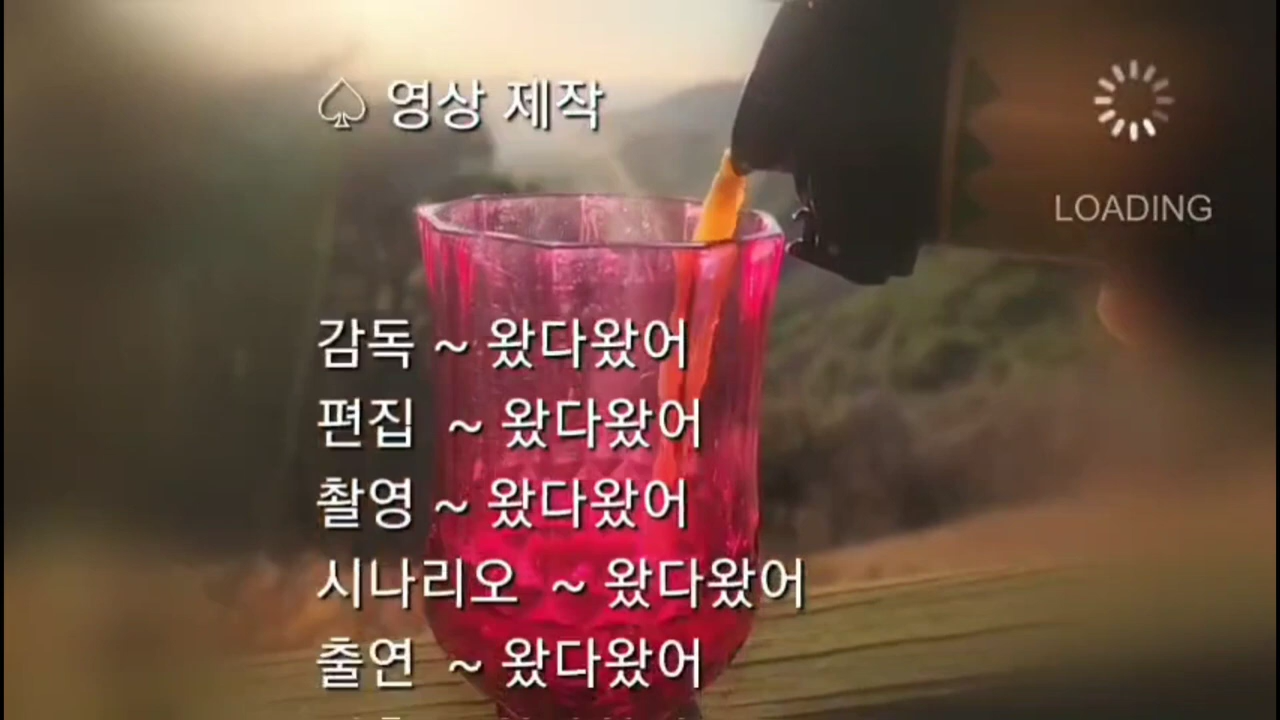 ♤ 영상 제작
LOADING
감독 ~ 왔다왔어
편집 ~ 왔다왔어
촬영 ~ 왔다왔어
시나리오 ~ 왔다왔어
출연 ~ 왔다왔어